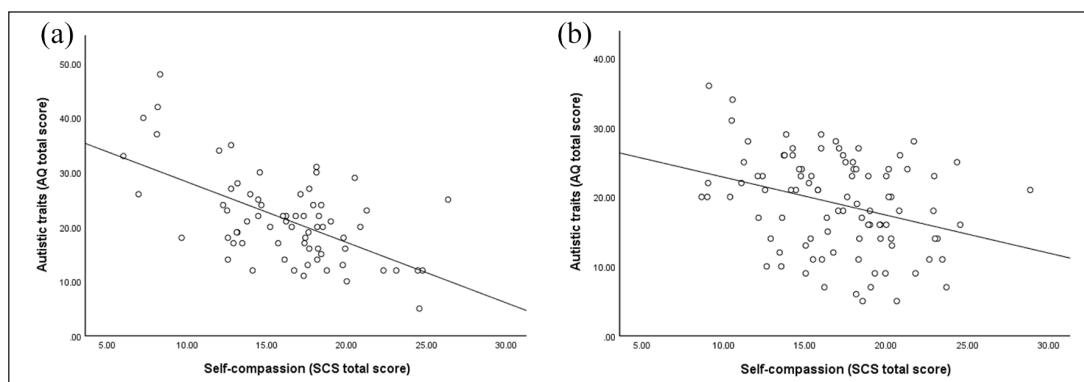 (a)
Autistic traits (AQ total score)
50.00
40.00
30.00
20.00
10.00
.00
5.00 10.00 15.00 20.00 25.00 30.00
Self-compassion (SCS total score)
(b)
Autistic traits (AQ total score)
40.00
30.00
20.00
10.00
.00
5.00 10.00 15.00 20.00 25.00 30.00
Self-compassion (SCS total score)